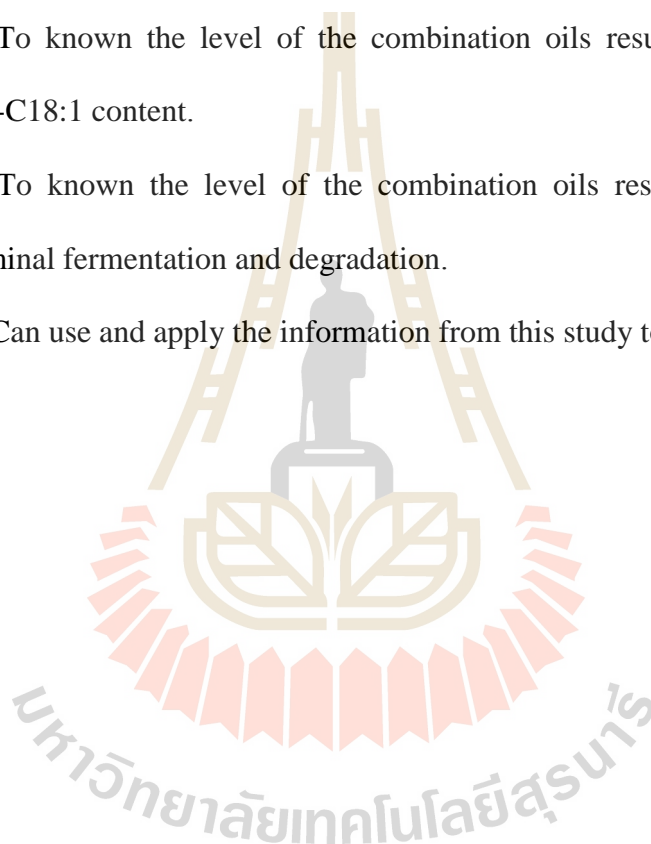 To known the level of the combination oils resu
-C18:1 content.
To known the level of the combination oils res
ninal fermentation and degradation.
Can use and apply the information from this study t
มหาวิทยาลัยเทคโนโลยีสุรนารี